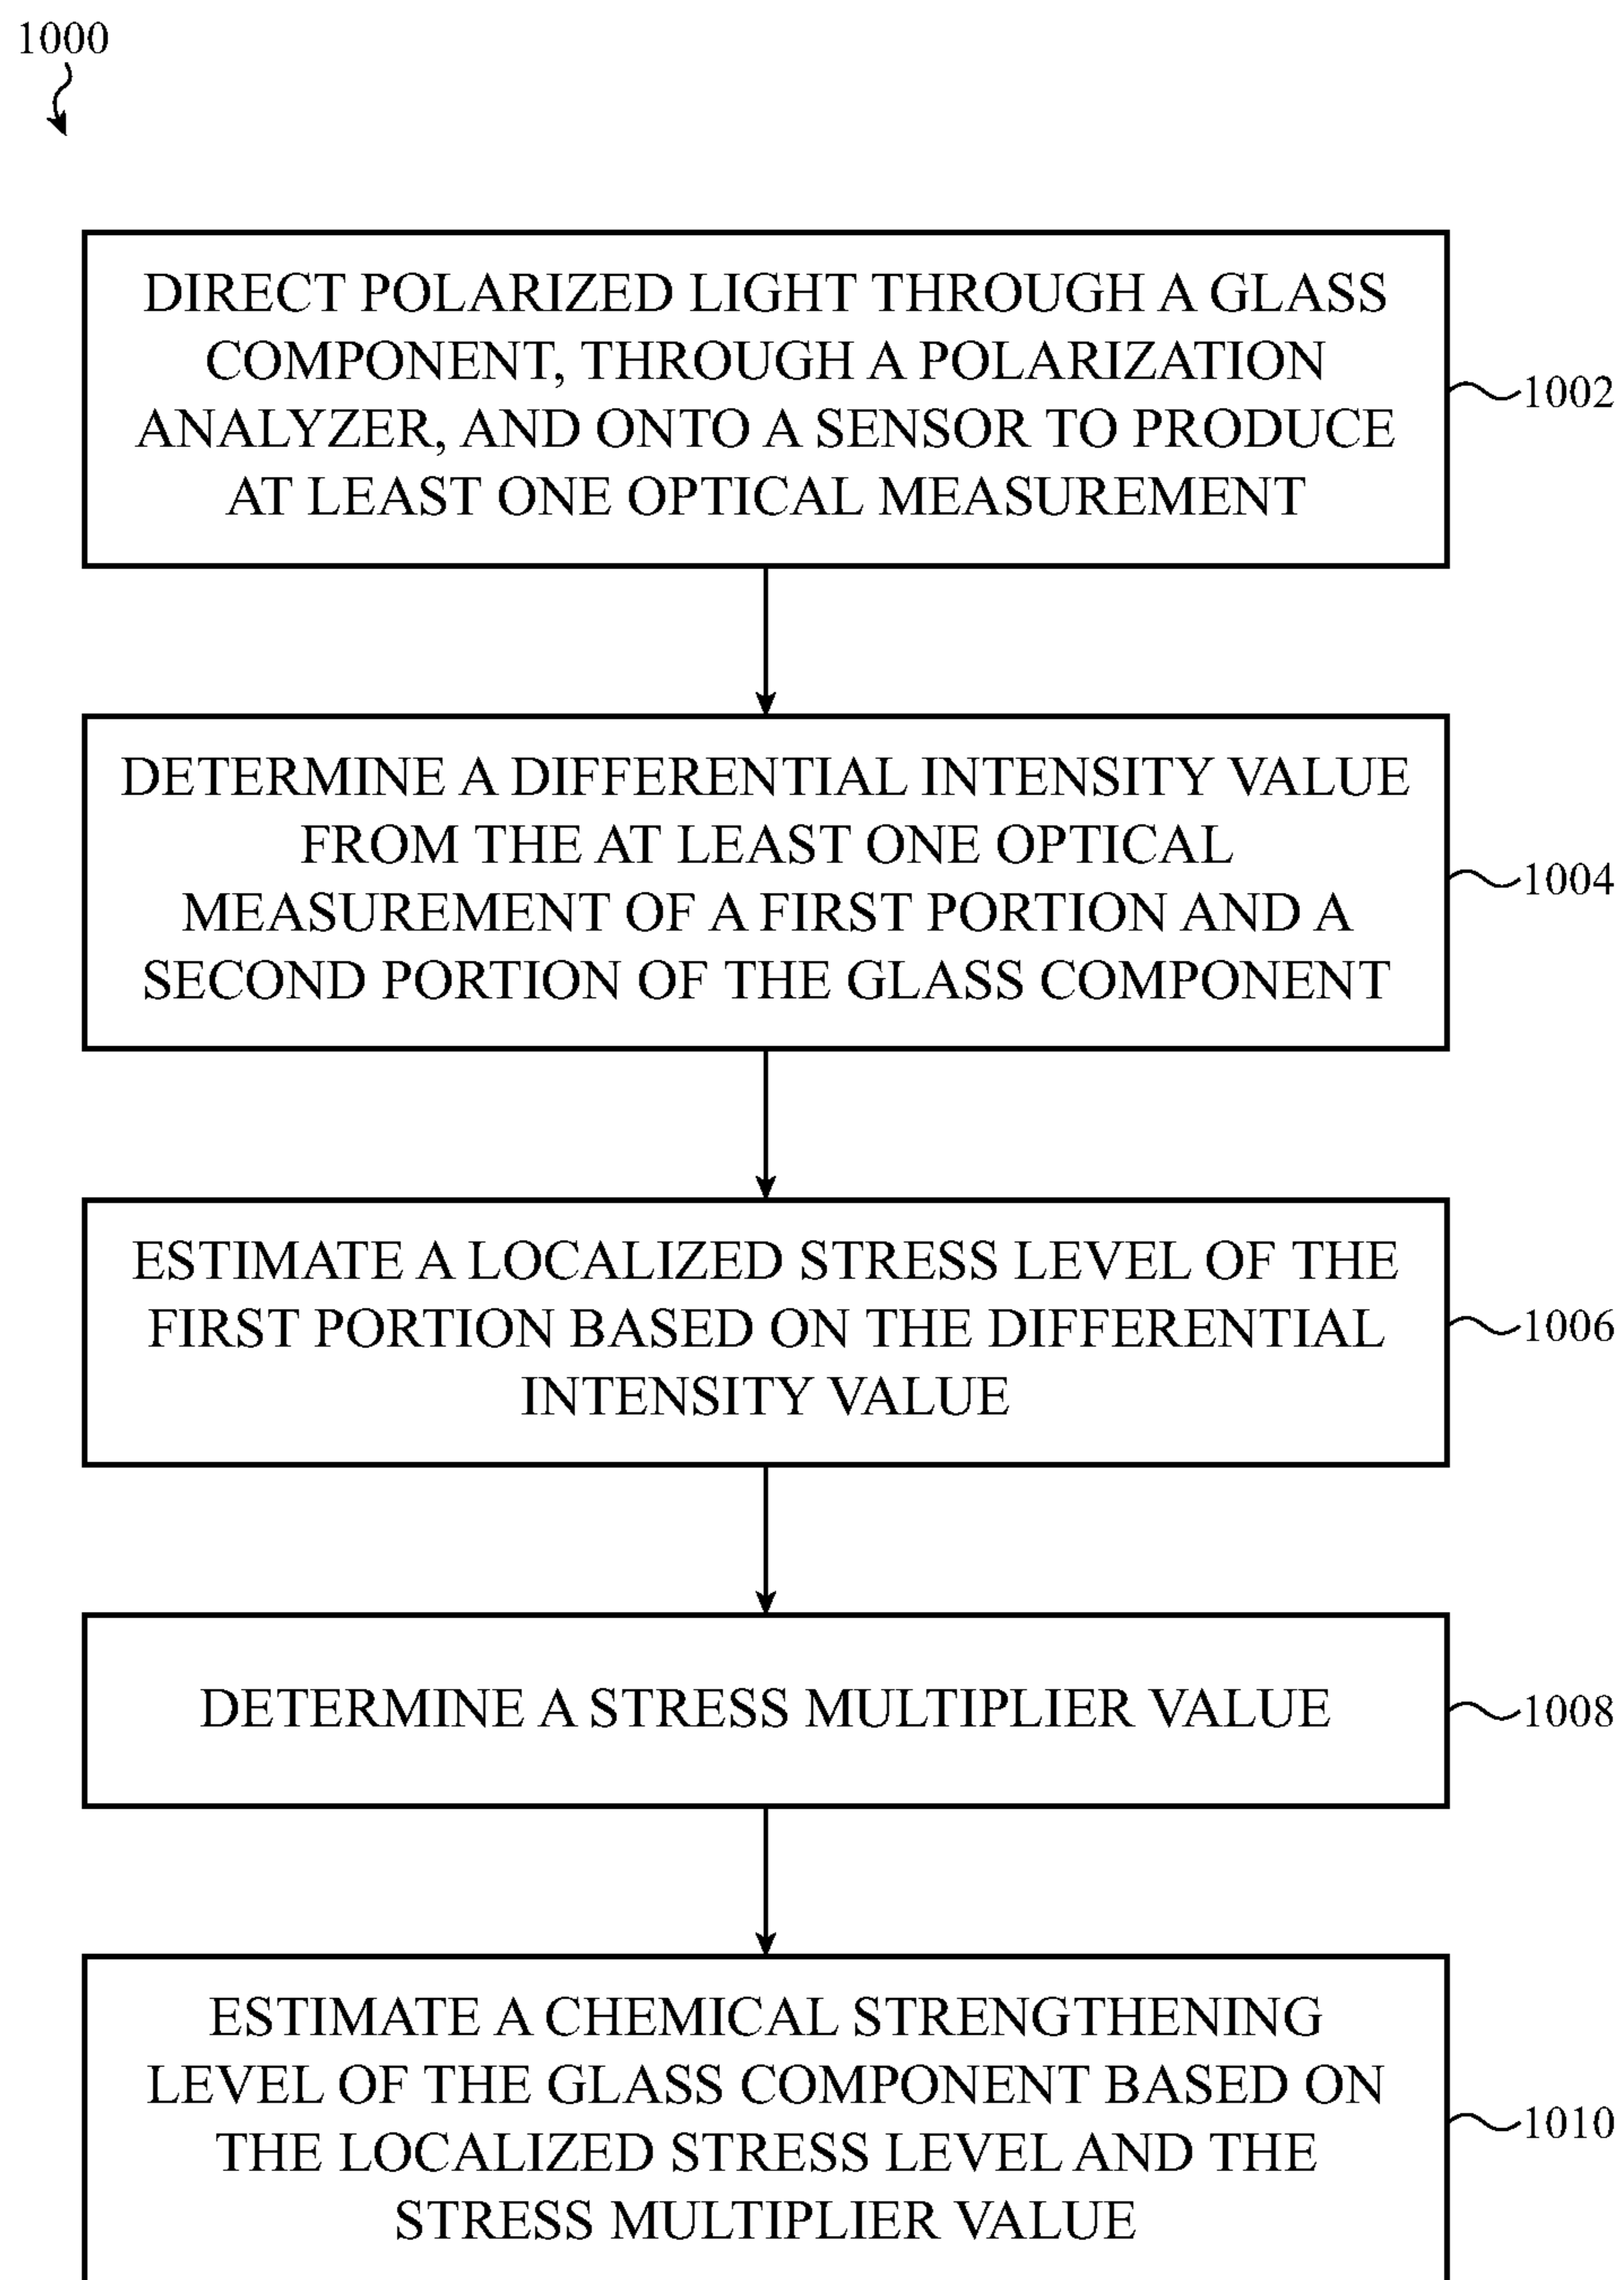 1000
DIRECT POLARIZED LIGHT THROUGH A GLASS
COMPONENT, THROUGH A POLARIZATION
ANALYZER, AND ONTO A SENSOR TO PRODUCE
AT LEAST ONE OPTICAL MEASUREMENT
1002
DETERMINE A DIFFERENTIAL INTENSITY VALUE
FROM THE AT LEAST ONE OPTICAL
MEASUREMENT OF A FIRST PORTION AND A
SECOND PORTION OF THE GLASS COMPONENT
1004
ESTIMATE A LOCALIZED STRESS LEVEL OF THE
FIRST PORTION BASED ON THE DIFFERENTIAL
INTENSITY VALUE
1006
DETERMINE A STRESS MULTIPLIER VALUE
1008
ESTIMATE A CHEMICAL STRENGTHENING
LEVEL OF THE GLASS COMPONENT BASED ON
THE LOCALIZED STRESS LEVEL AND THE
STRESS MULTIPLIER VALUE
1010